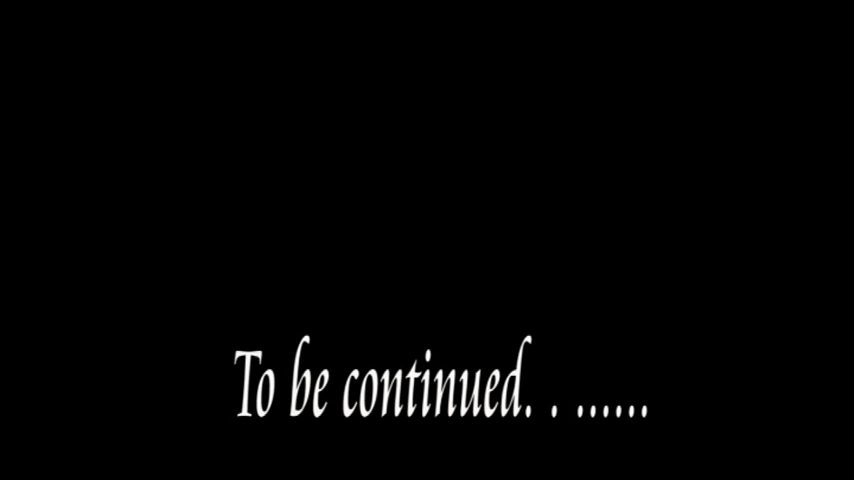 To be continued. . ......